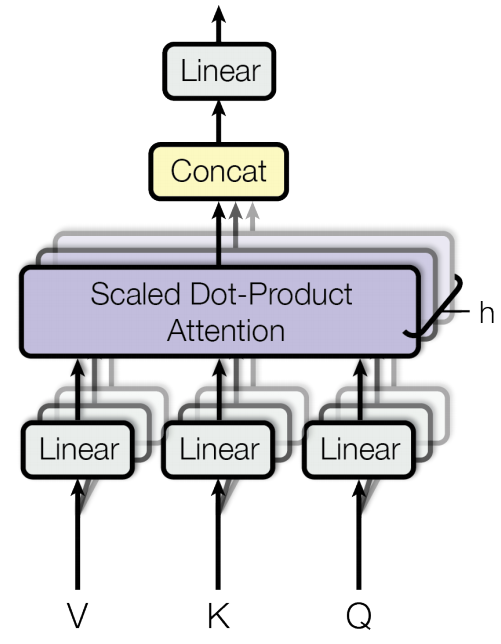 Linear
Concat
Scaled Dot-Product
Attention
h
Linear
Linear
Linear
V
K
Q